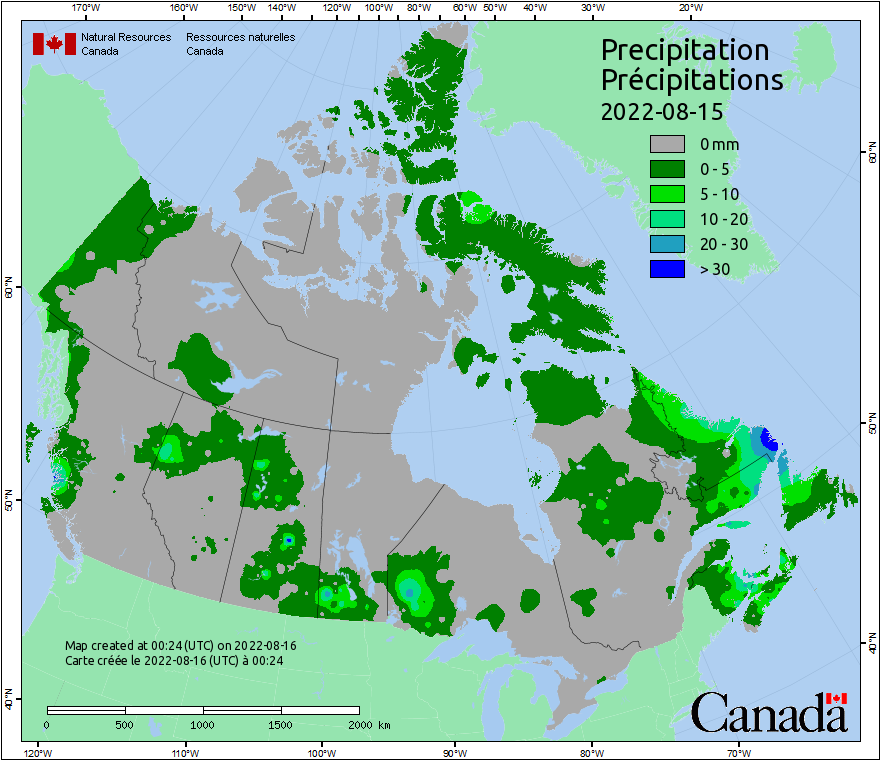 170°W 160°W 150°W 140°W 130°W 120°W 110°W 100°W 90°W 80°W 70°W 60°W 50°W 40°W 30°W 20°W
Natural Resources Canada
Ressources naturelles Canada
Precipitation
Précipitations
2022-08-15
0 mm
0 - 5
5 - 10
10 - 20
20 - 30
> 30
60°N
50°N
40°N
60°N
50°N
40°N
Map created at 00:24 (UTC) on 2022-08-16
Carte créée le 2022-08-16 (UTC) à 00:24
0 500 1000 1500 2000 km
Canada
120°W 110°W 100°W 90°W 80°W 70°W